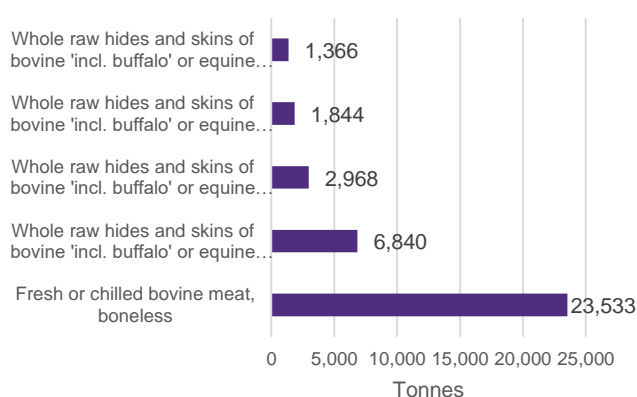 Whole raw hides and skins of
bovine 'incl. buffalo' or equine…
1,366
Whole raw hides and skins of
bovine 'incl. buffalo' or equine…
1,844
Whole raw hides and skins of
bovine 'incl. buffalo' or equine…
2,968
Whole raw hides and skins of
bovine 'incl. buffalo' or equine…
6,840
Fresh or chilled bovine meat,
boneless
23,533
0 5,000 10,000 15,000 20,000 25,000
Tonnes